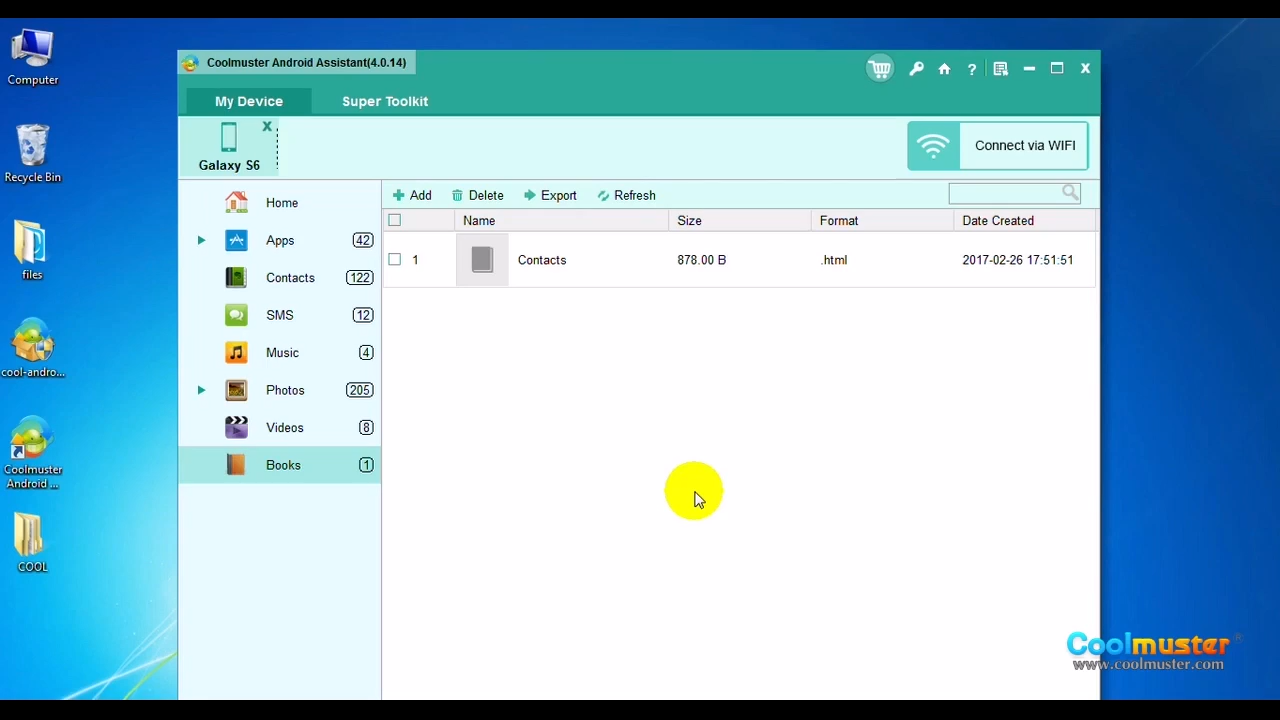 Computer
Recycle Bin
files
cool-andro...
Coolmuster
Android ...
COOL
Coolmuster Android Assistant(4.0.14)
?
x
My Device
Super Toolkit
x
Galaxy S6
Connect via WIFI
Home
Apps 42
Contacts 122
SMS 12
Music 4
Photos 205
Videos 8
Books 1
Add Delete Export Refresh
Name Size Format Date Created
1 Contacts 878.00 B .html 2017-02-26 17:51:51
Coolmuster®
www.coolmuster.com